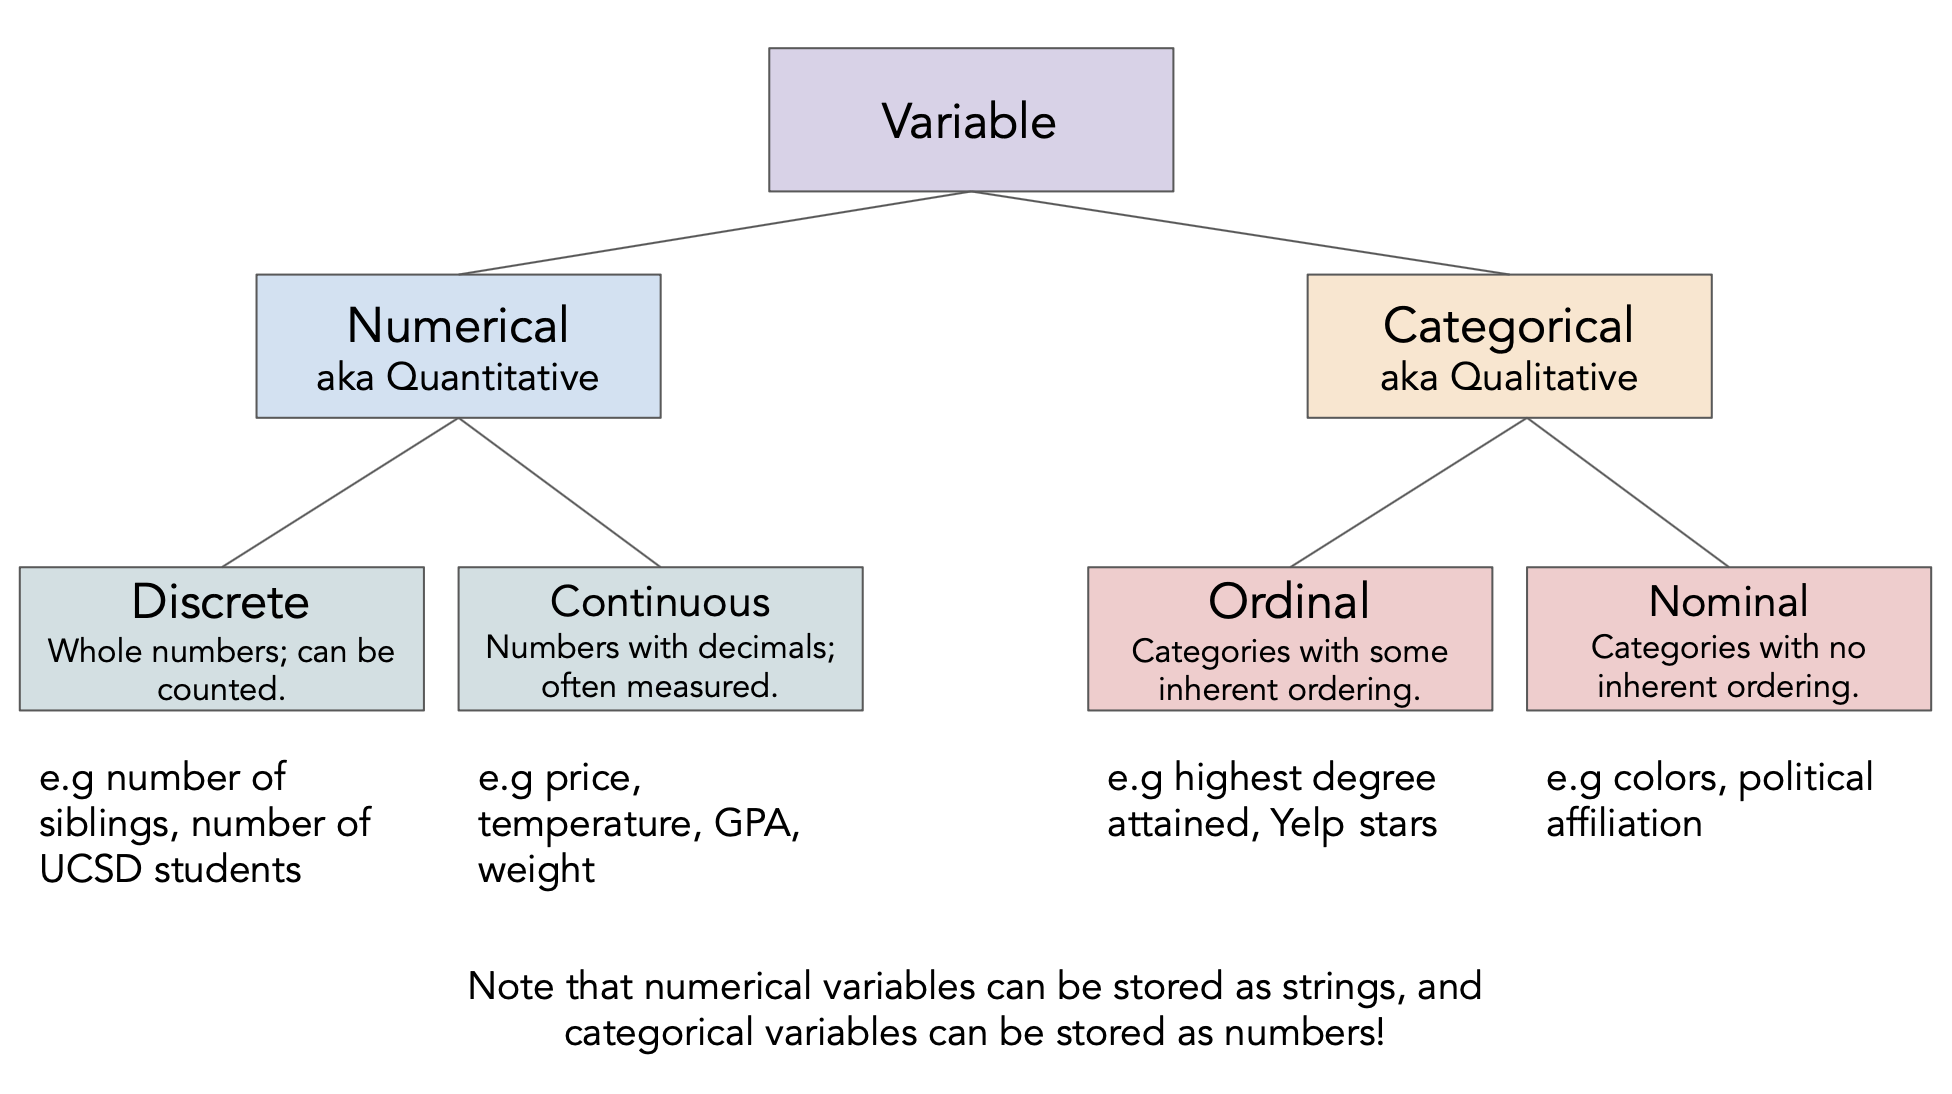 Variable
Numerical
aka Quantitative
Categorical
aka Qualitative
Discrete
Whole numbers; can be
counted.
Continuous
Numbers with decimals;
often measured.
Ordinal
Categories with some
inherent ordering.
Nominal
Categories with no
inherent ordering.
e.g number of
siblings, number of
UCSD students
e.g price,
temperature, GPA,
weight
e.g highest degree
attained, Yelp stars
e.g colors, political
affiliation
Note that numerical variables can be stored as strings, and
categorical variables can be stored as numbers!